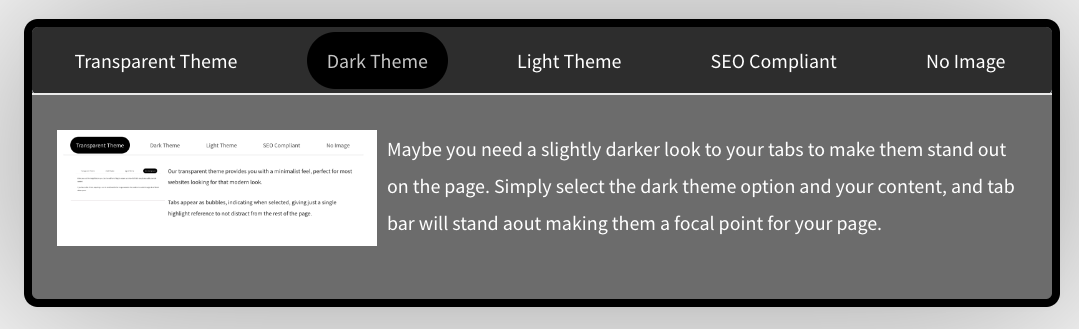 Transparent Theme Dark Theme Light Theme SEO Compliant No Image
Transparent Theme Dark Theme Light Theme SEO Compliant No Image
Our transparent theme provides you with a minimalist feel, perfect for most
websites looking for that modern look.
Tabs appear as bubbles, indicating when selected, giving just a single
highlight reference to not distract from the rest of the page.
Maybe you need a slightly darker look to your tabs to make them stand out
on the page. Simply select the dark theme option and your content, and tab
bar will stand aout making them a focal point for your page.